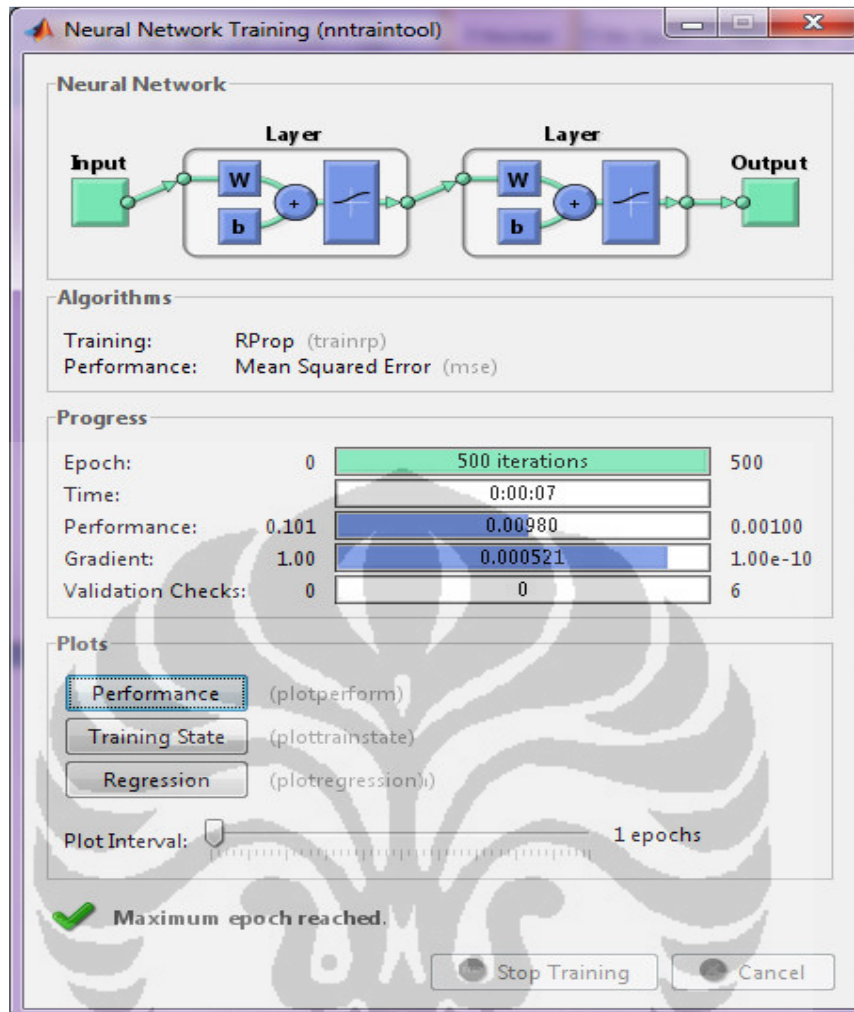 Neural Network Training (nntraintool)
Neural Network
Layer
Layer
Input
Output
W
b
+
W
b
+
Algorithms
Training: RProp (trainrp)
Performance: Mean Squared Error (mse)
Progress
Epoch: 0 500 iterations 500
Time: 0:00:07
Performance: 0.101 0.00980 0.00100
Gradient: 1.00 0.000521 1.00e-10
Validation Checks: 0 0 6
Plots
Performance (plotperform)
Training State (plottrainstate)
Regression (plotregression)
Plot Interval: 1 epochs
Maximum epoch reached.
Stop Training Cancel